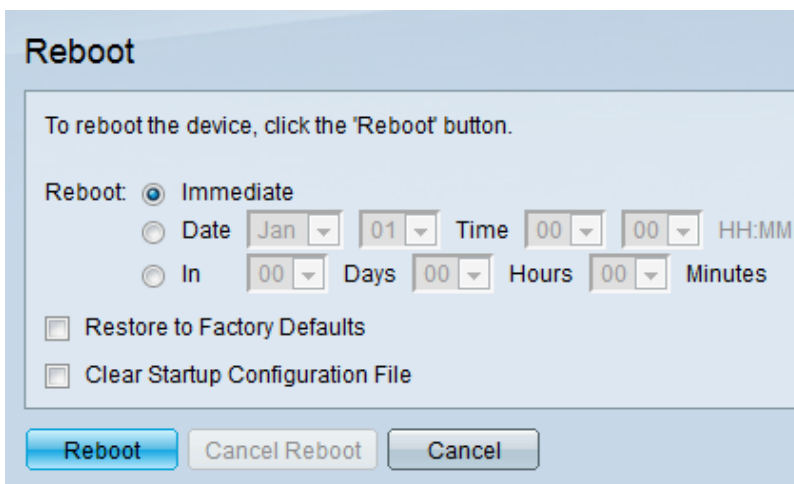 Reboot
To reboot the device, click the 'Reboot' button.
Reboot: Immediate
Date Jan 01 Time 00 00 HH:MM
In 00 Days 00 Hours 00 Minutes
Restore to Factory Defaults
Clear Startup Configuration File
Reboot Cancel Reboot Cancel